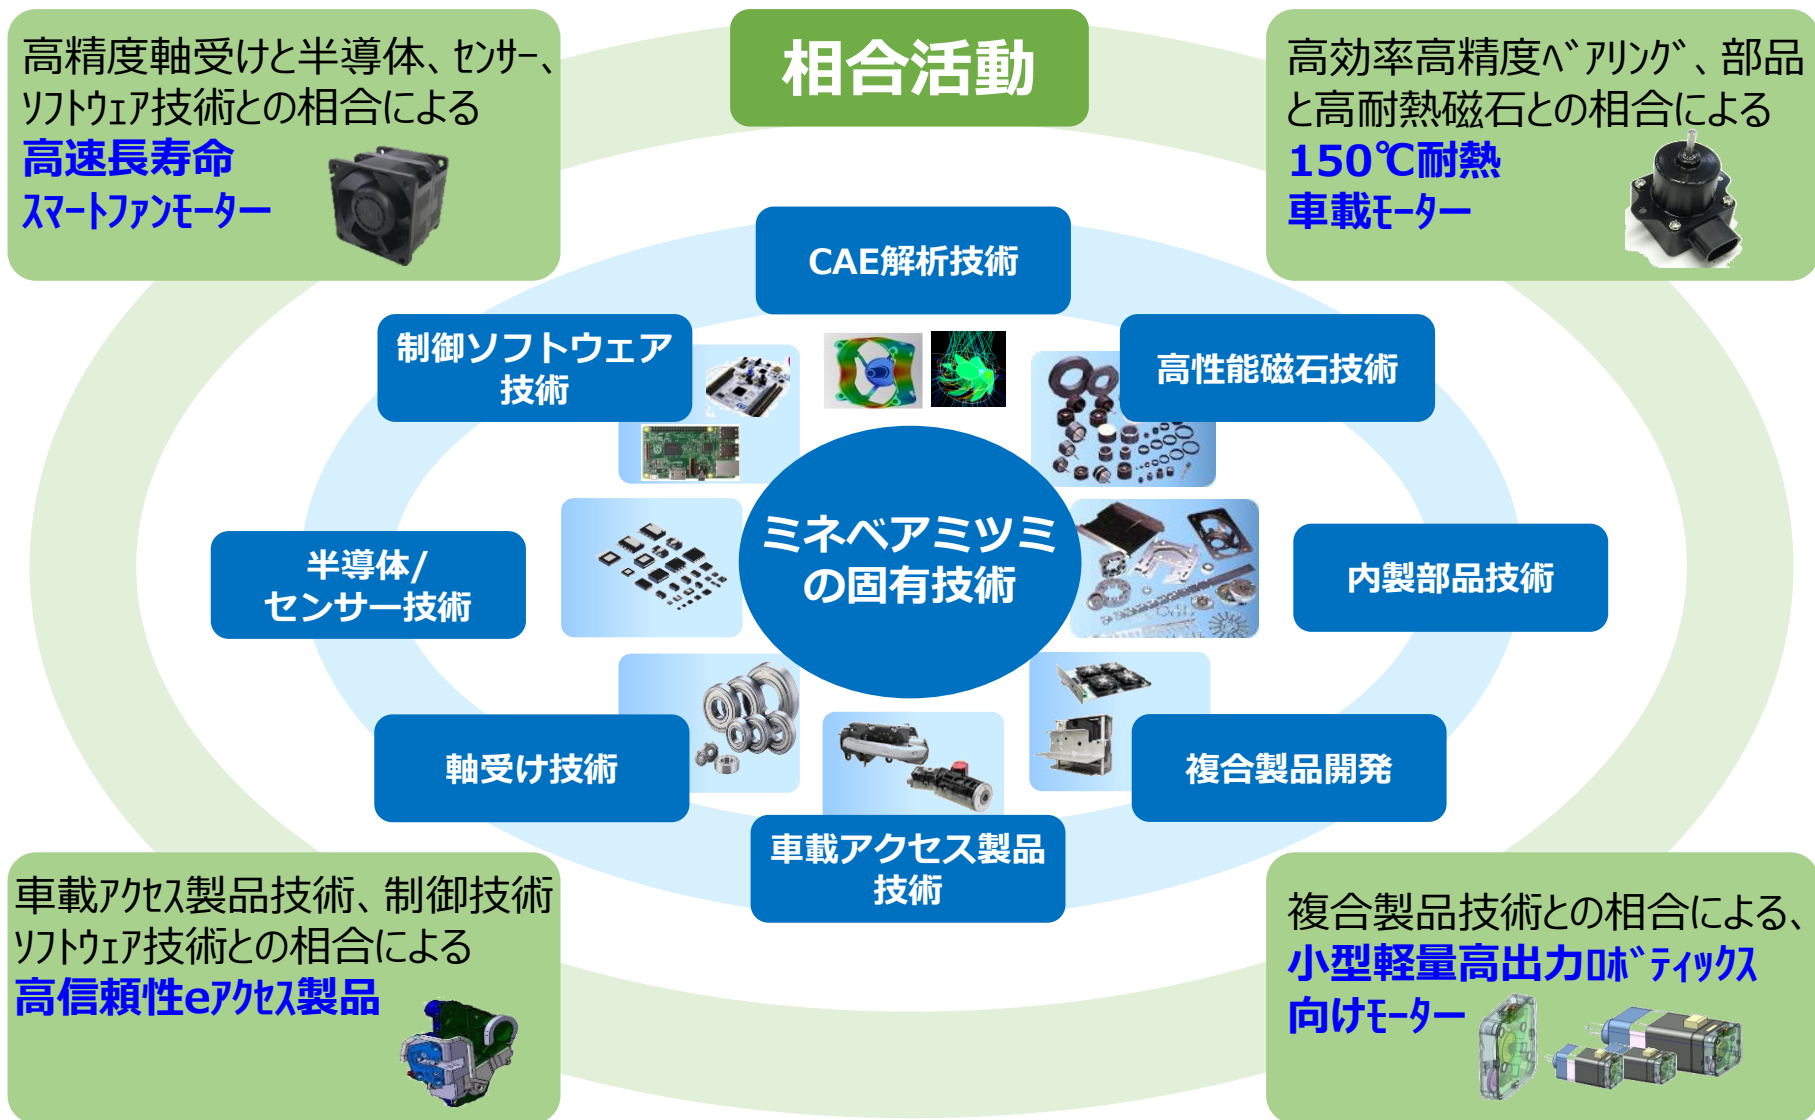 相合活動
高精度軸受けと半導体、ｾﾝｻｰ、
ｿﾌﾄｳｪｱ技術との相合による
高速長寿命
ｽﾏｰﾄﾌｧﾝﾓｰﾀｰ
高効率高精度ﾍﾞｱﾘﾝｸﾞ、部品
と高耐熱磁石との相合による
150℃耐熱
車載ﾓｰﾀｰ
CAE解析技術
制御ソフトウェア
技術
高性能磁石技術
ミネベアミツミ
の固有技術
半導体/
センサー技術
内製部品技術
軸受け技術
複合製品開発
車載アクセス製品
技術
車載ｱｸｾｽ製品技術、制御技術
ｿﾌﾄｳｪｱ技術との相合による
高信頼性eｱｸｾｽ製品
複合製品技術との相合による、
小型軽量高出力ﾛﾎﾞﾃｨｯｸｽ
向けﾓｰﾀｰ